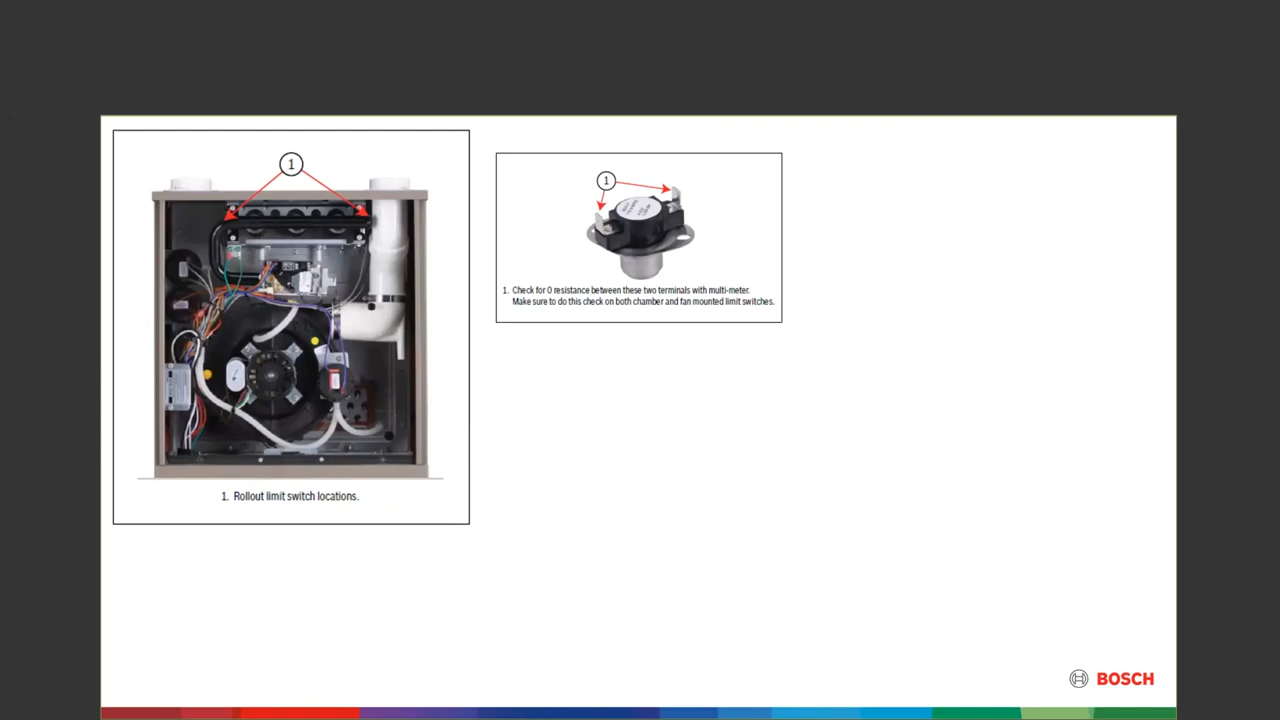 1
1. Rollout limit switch locations.
1
1. Check for 0 resistance between these two terminals with multi-meter.
Make sure to do this check on both chamber and fan mounted limit switches.
BOSCH